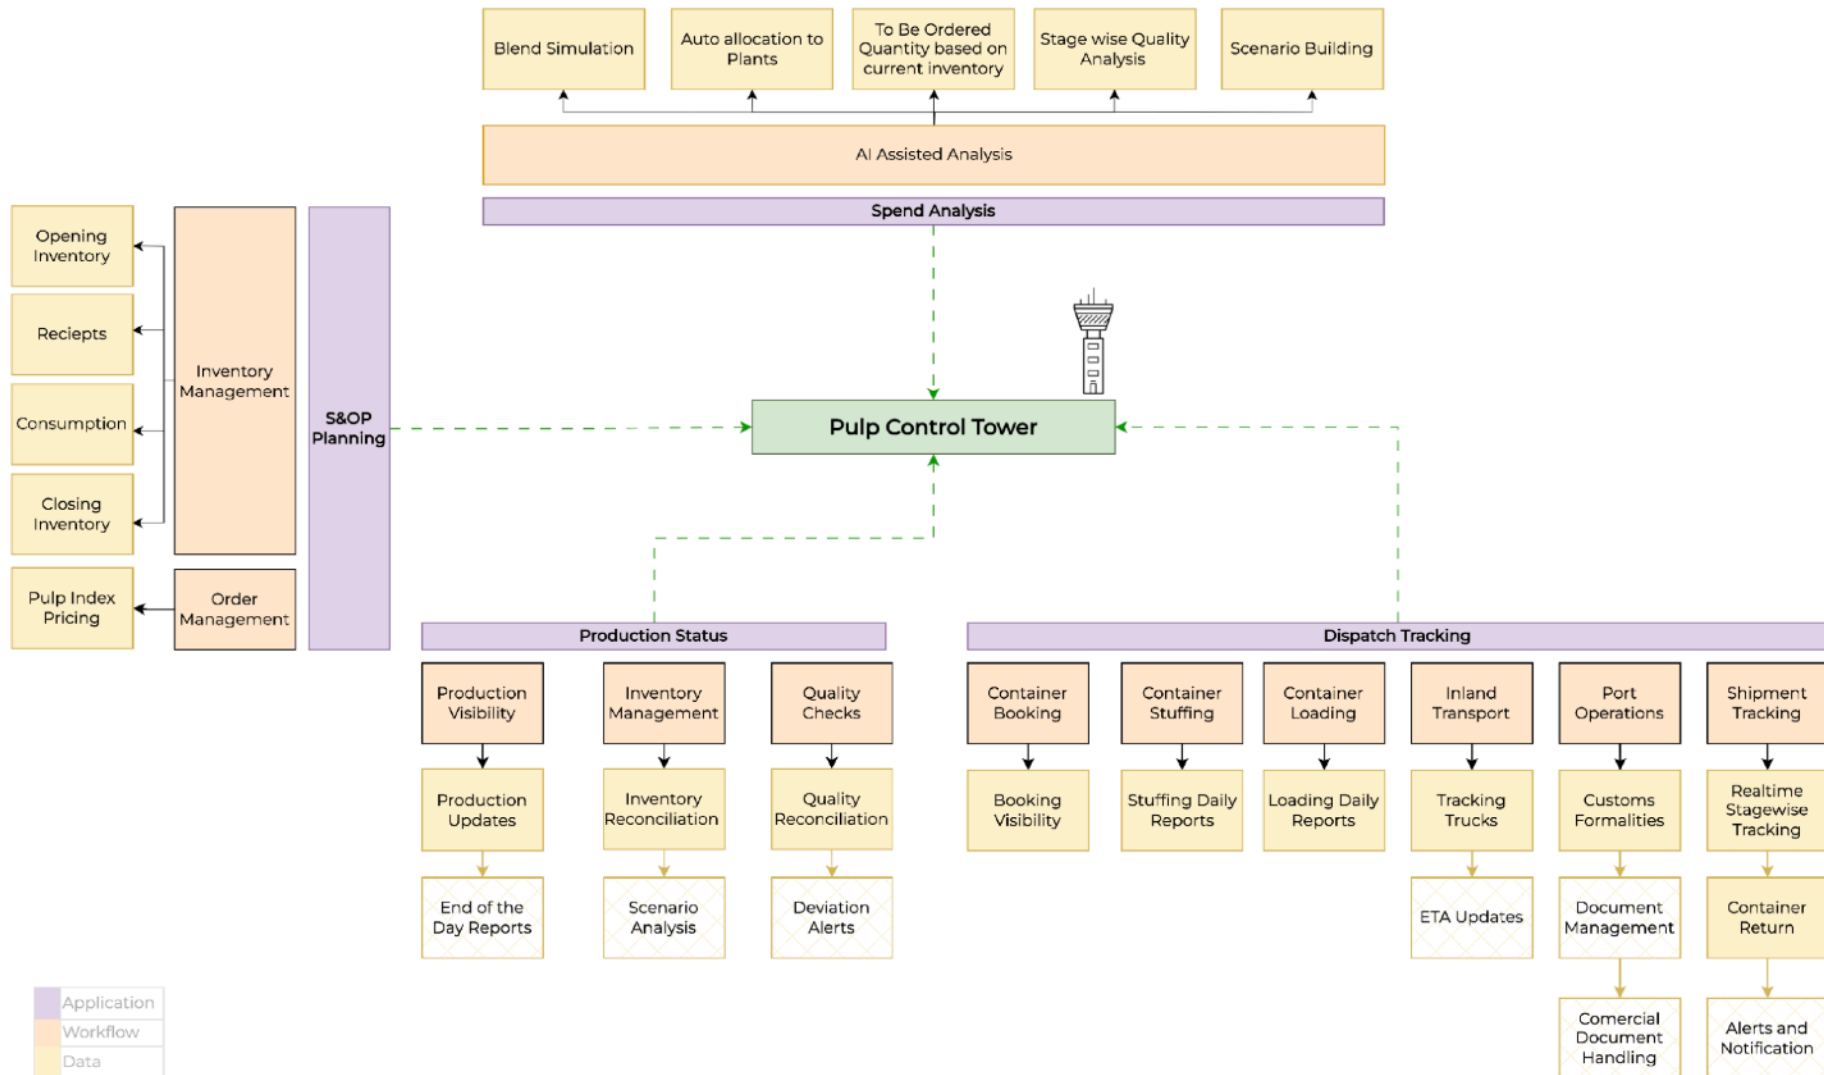 Blend Simulation
Auto allocation to
Plants
To Be Ordered
Quantity based on
current inventory
Stage wise Quality
Analysis
Scenario Building
AI Assisted Analysis
Spend Analysis
Opening
Inventory
Reciepts
Consumption
Closing
Inventory
Pulp Index
Pricing
Inventory
Management
Order
Management
S&OP
Planning
Pulp Control Tower
Production Status
Production
Visibility
Inventory
Management
Quality
Checks
Production
Updates
Inventory
Reconciliation
Quality
Reconciliation
End of the
Day Reports
Scenario
Analysis
Deviation
Alerts
Dispatch Tracking
Container
Booking
Container
Stuffing
Container
Loading
Inland
Transport
Port
Operations
Shipment
Tracking
Booking
Visibility
Stuffing Daily
Reports
Loading Daily
Reports
Tracking
Trucks
Customs
Formalities
Realtime
Stagewise
Tracking
ETA Updates
Document
Management
Container
Return
Comercial
Document
Handling
Alerts and
Notification
Application
Workflow
Data